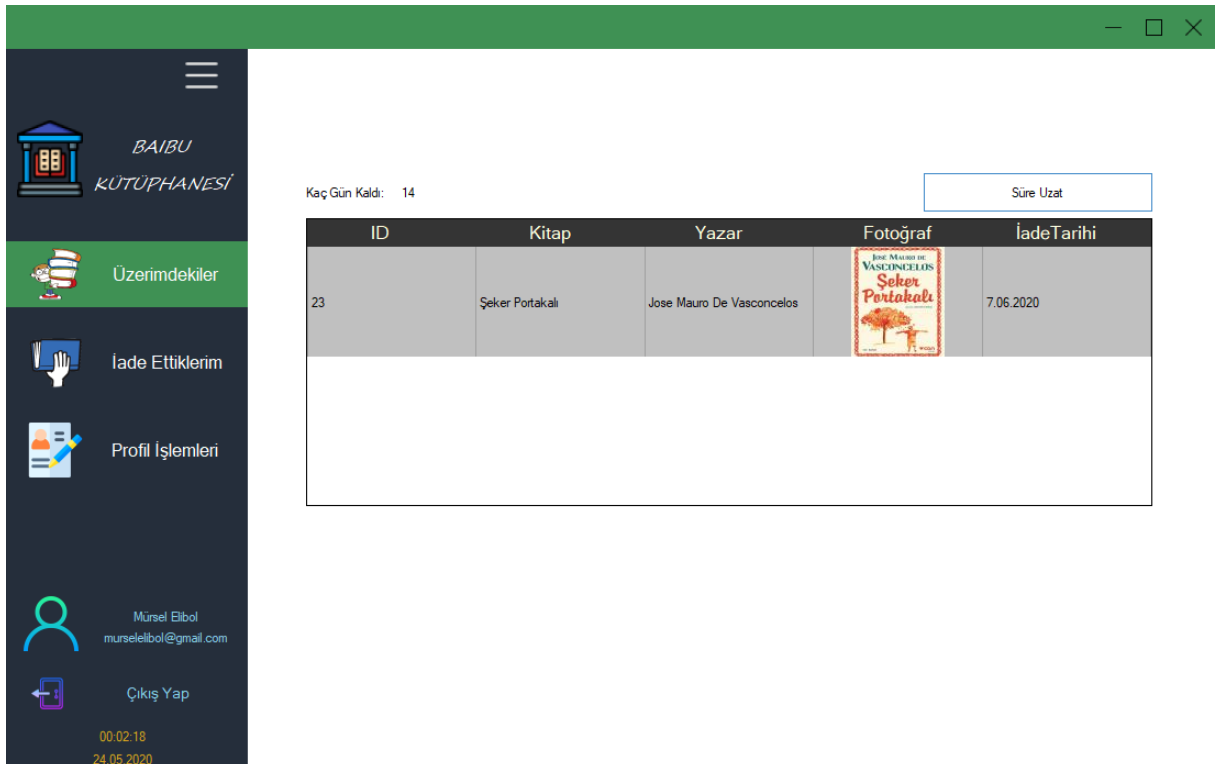 BAIBU
KÜTÜPHANESİ
Üzerimdekiler
İade Ettiklerim
Profil İşlemleri
Mürsel Elibol
murselelibol@gmail.com
Çıkış Yap
00:02:18
24.05.2020
Kaç Gün Kaldı: 14
Süre Uzat
ID Kitap Yazar Fotoğraf İadeTarihi
23 Şeker Portakalı Jose Mauro De Vasconcelos 7.06.2020
JOSE MAURO DE
VASCONCELOS
Şeker
Portakalı